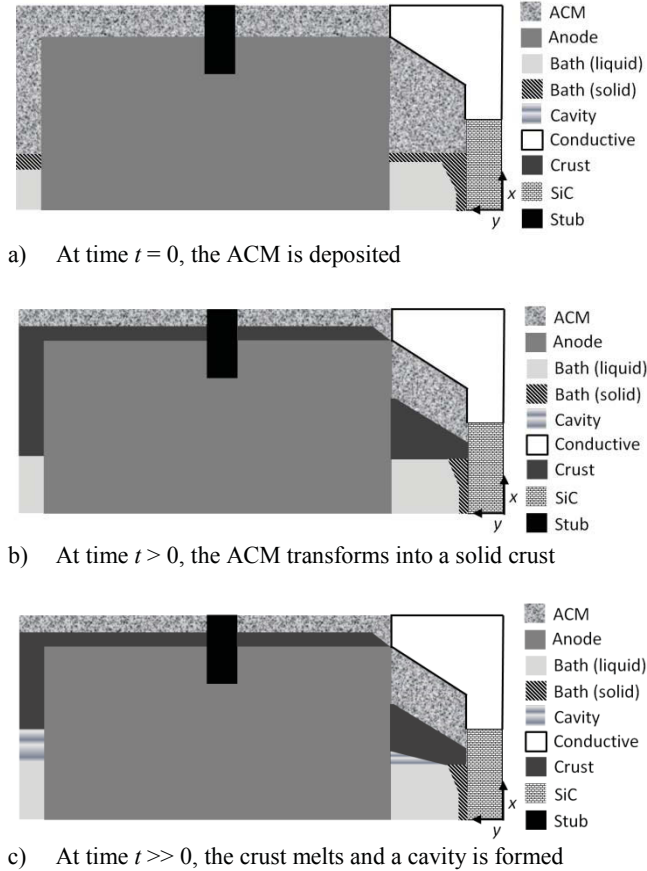 ACM
Anode
Bath (liquid)
Bath (solid)
Cavity
Conductive
Crust
SiC
Stub
x
y
a) At time t = 0, the ACM is deposited
ACM
Anode
Bath (liquid)
Bath (solid)
Cavity
Conductive
Crust
SiC
Stub
x
y
b) At time t > 0, the ACM transforms into a solid crust
ACM
Anode
Bath (liquid)
Bath (solid)
Cavity
Conductive
Crust
SiC
Stub
x
y
c) At time t >> 0, the crust melts and a cavity is formed